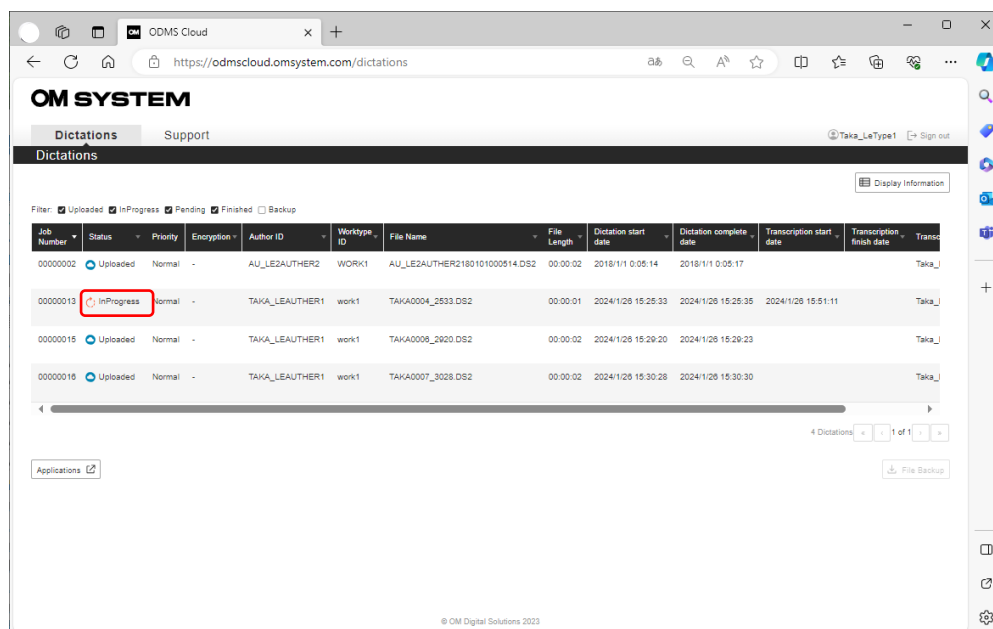 OM ODMS Cloud
https://odmscloud.omsystem.com/dictations
OM SYSTEM
Dictations Support Taka_LeType1 Sign out
Dictations
Display Information
Filter: Uploaded InProgress Pending Finished Backup
Job Number Status Priority Encryption Author ID Worktype ID File Name File Length Dictation start date Dictation complete date Transcription start date Transcription finish date Transc
00000002 Uploaded Normal - AU_LE2AUTHER2 WORK1 AU_LE2AUTHER2180101000514.DS2 00:00:02 2018/1/1 0:05:14 2018/1/1 0:05:17 Taka_l
00000013 InProgress Normal - TAKA_LEAUTHER1 work1 TAKA0004_2533.DS2 00:00:01 2024/1/26 15:25:33 2024/1/26 15:25:35 2024/1/26 15:51:11 Taka_l
00000015 Uploaded Normal - TAKA_LEAUTHER1 work1 TAKA0006_2920.DS2 00:00:02 2024/1/26 15:29:20 2024/1/26 15:29:23 Taka_l
00000016 Uploaded Normal - TAKA_LEAUTHER1 work1 TAKA0007_3028.DS2 00:00:02 2024/1/26 15:30:28 2024/1/26 15:30:30 Taka_l
4 Dictations « ‹ 1 of 1 › »
Applications File Backup
© OM Digital Solutions 2023